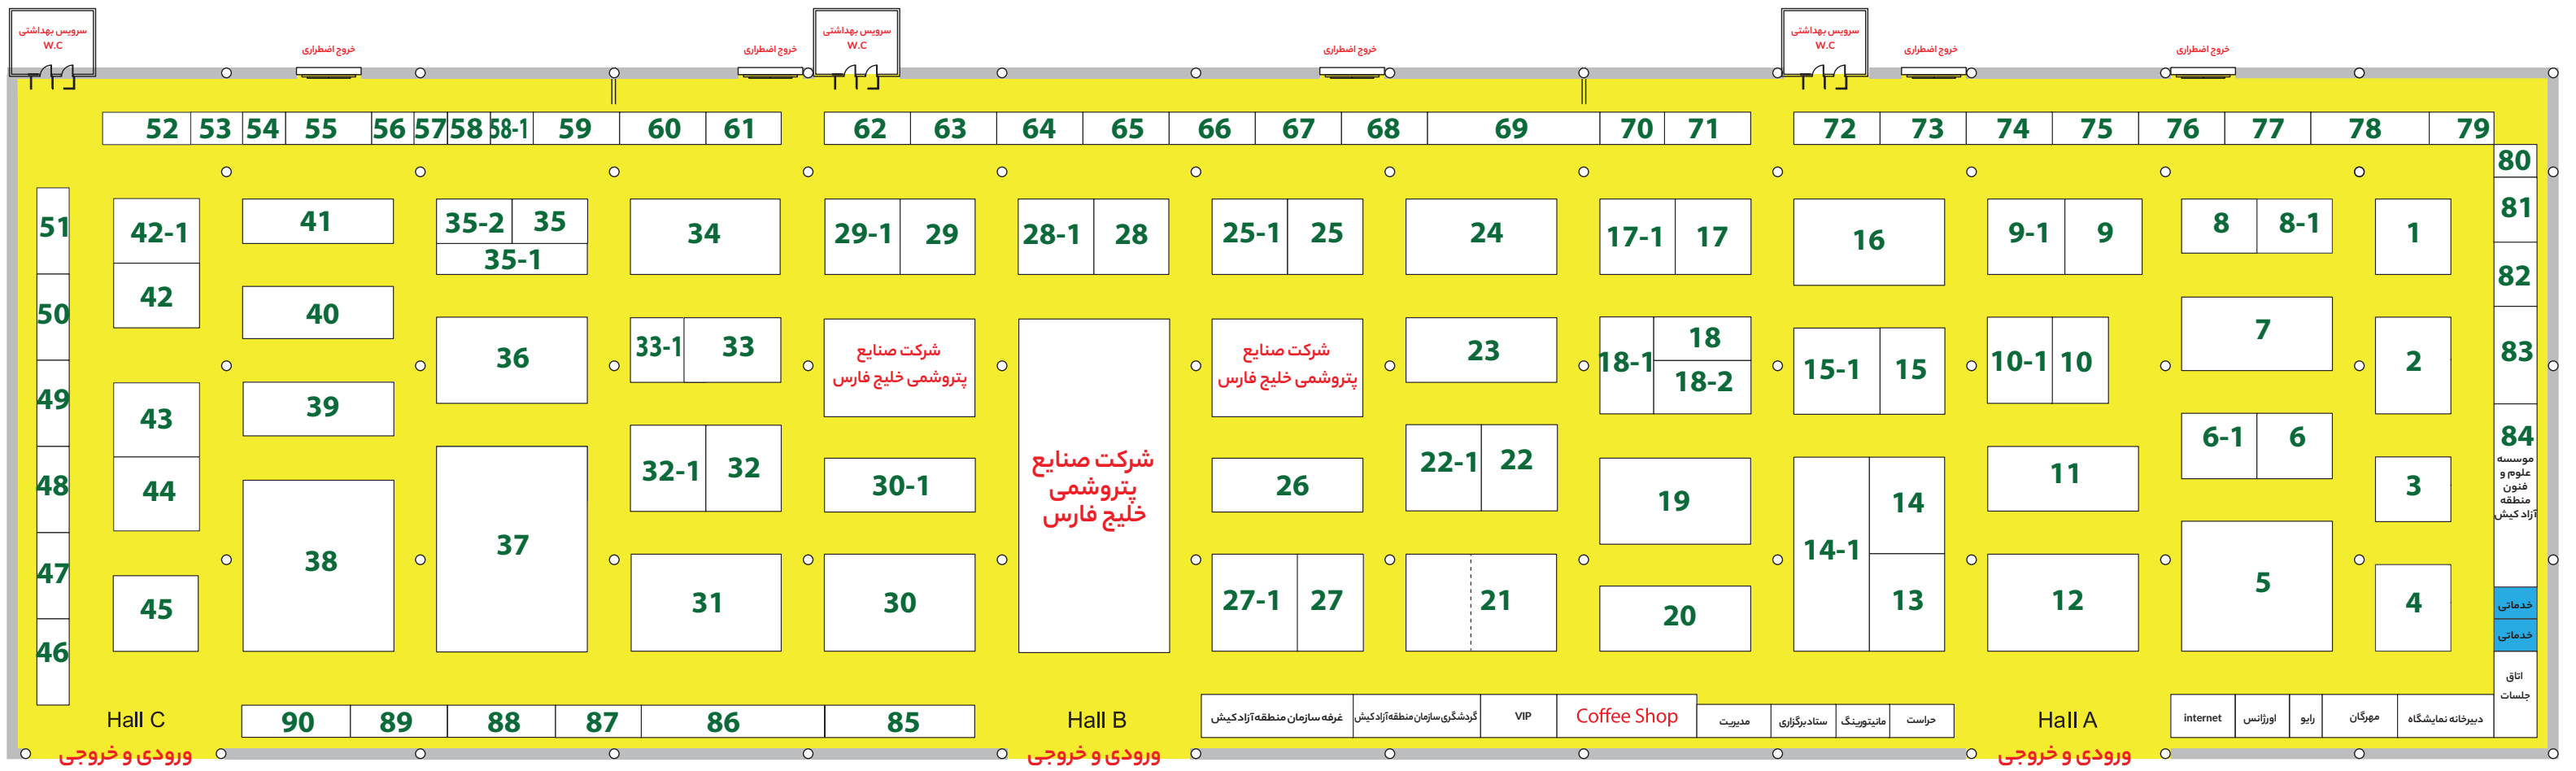 سرویس بهداشتی
W.C
خروج اضطراری
خروج اضطراری
سرویس بهداشتی
W.C
خروج اضطراری
سرویس بهداشتی
W.C
خروج اضطراری
خروج اضطراری
52 53 54 55 56 57 58 58-1 59 60 61 62 63 64 65 66 67 68 69 70 71 72 73 74 75 76 77 78 79
80
81
82
83
84
موسسه
علوم و
فنون
منطقه
آزاد کیش
خدماتی
خدماتی
اتاق
جلسات
51
50
49
48
47
46
42-1
42
43
44
45
41
40
39
38
35-2 35
35-1
36
37
34
33-1 33
32-1 32
31
29-1 29
شرکت صنایع
پتروشمی خلیج فارس
30-1
30
28-1 28
شرکت صنایع
پتروشمی
خلیج فارس
25-1 25
شرکت صنایع
پتروشمی خلیج فارس
26
27-1 27
24
23
22-1 22
21
17-1 17
18-1 18
18-2
19
20
16
15-1 15
14-1 14
13
9-1 9
10-1 10
11
12
8 8-1
7
6-1 6
5
1
2
3
4
Hall C
ورودی و خروجی
90 89 88 87 86 85
Hall B
ورودی و خروجی
غرفه سازمان منطقه آزاد کیش
گردشگری سازمان منطقه آزاد کیش
VIP
Coffee Shop
مدیریت
ستاد برگزاری
مانیتورینگ
حراست
Hall A
ورودی و خروجی
internet
اورژانس
رایو
مهرگان
دبیرخانه نمایشگاه